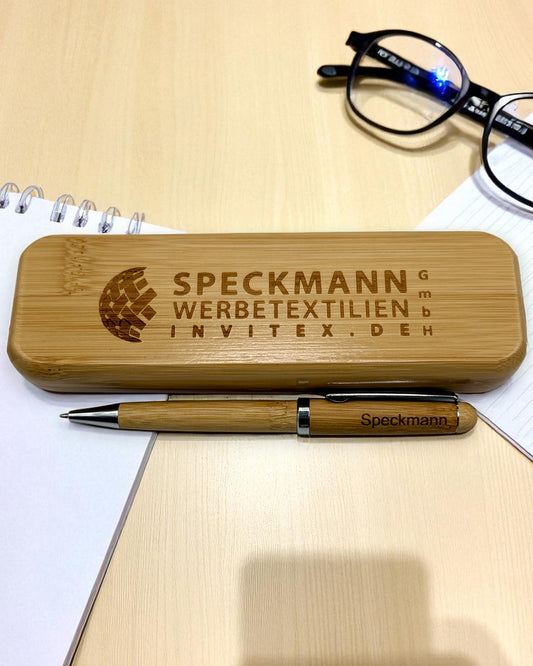 SPECKMANN
WERBETEXTILIEN
INVITEX.DE
GmbH
Speckmann